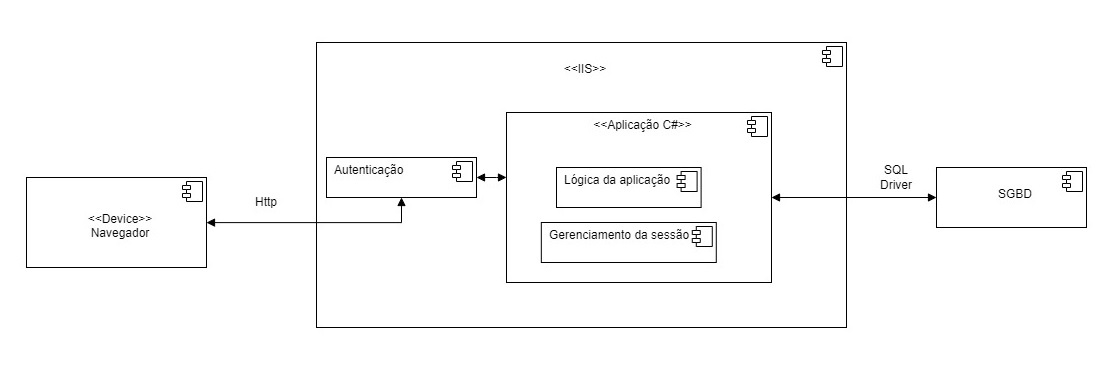 <<IIS>>
<<Aplicação C#>>
Autenticação
Lógica da aplicação
Gerenciamento da sessão
<<Device>>
Navegador
Http
SQL
Driver
SGBD